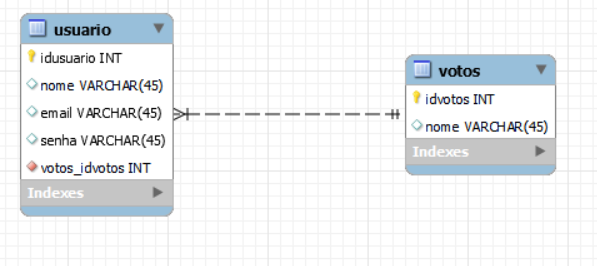 usuario
idusuario INT
nome VARCHAR(45)
email VARCHAR(45)
senha VARCHAR(45)
votos_idvotos INT
Indexes
votos
idvotos INT
nome VARCHAR(45)
Indexes